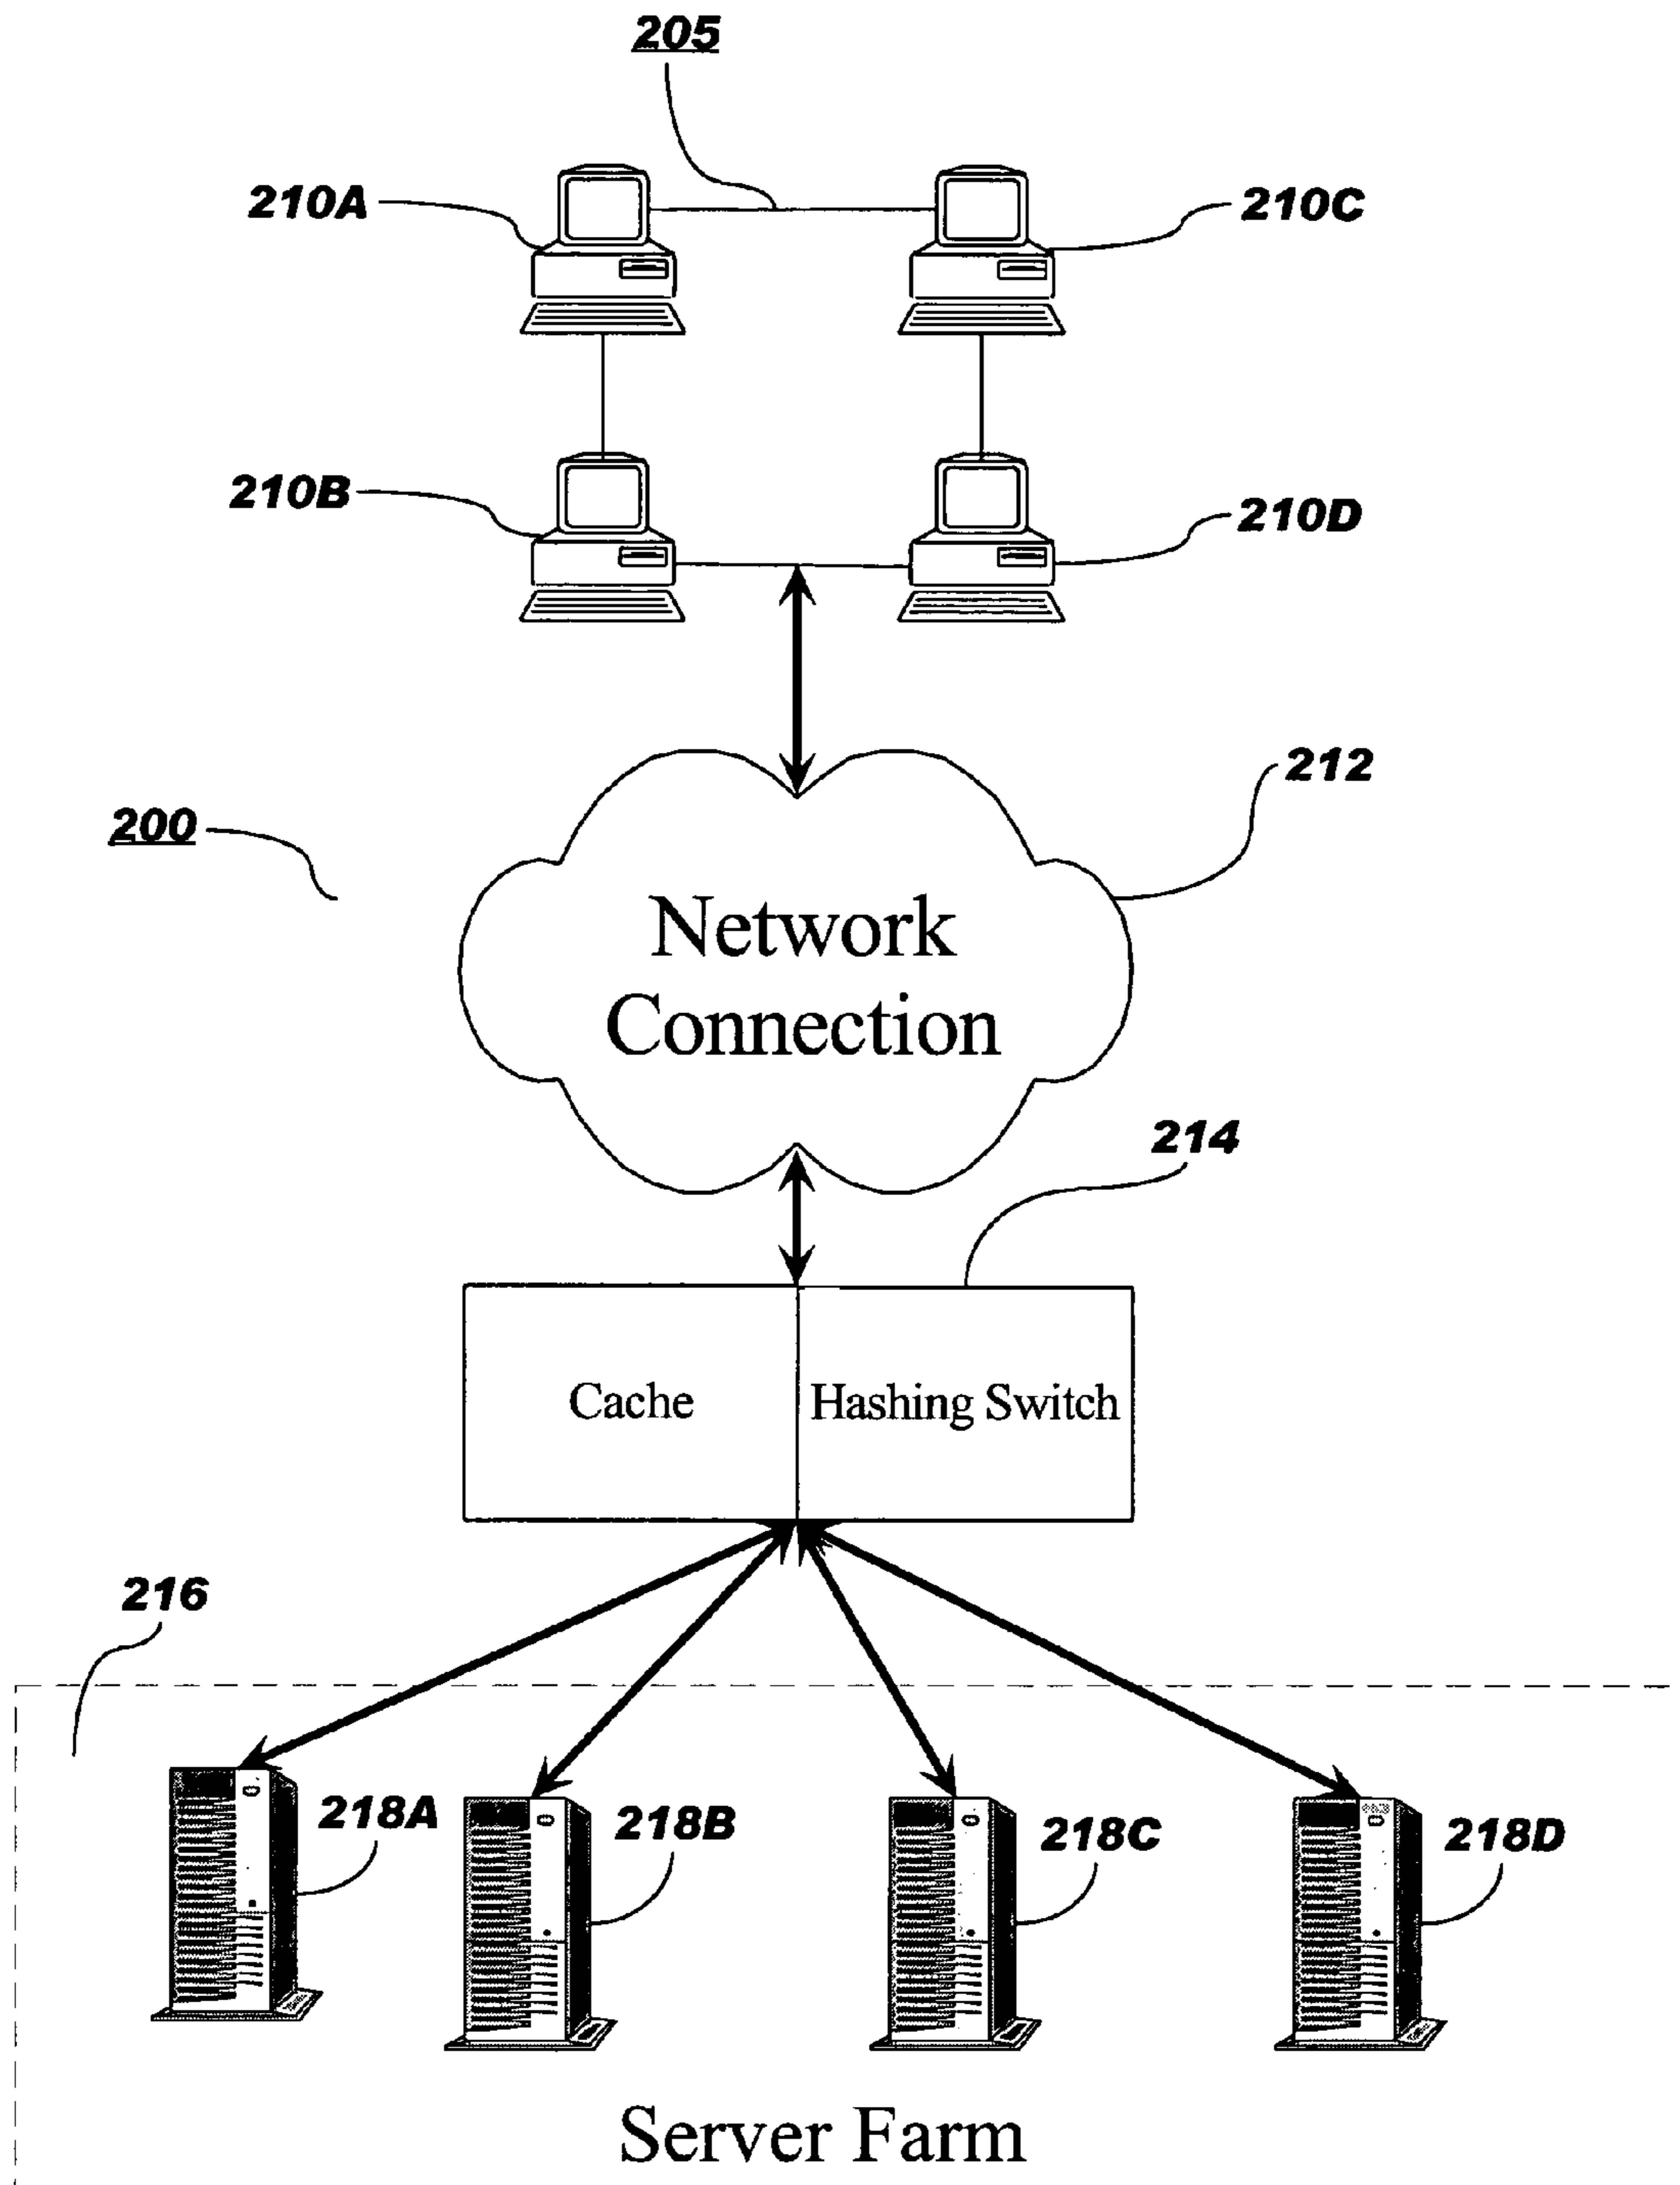 205
210A
210C
210B
210D
212
200
Network
Connection
214
Cache
Hashing Switch
216
218A
218B
218C
218D
Server Farm